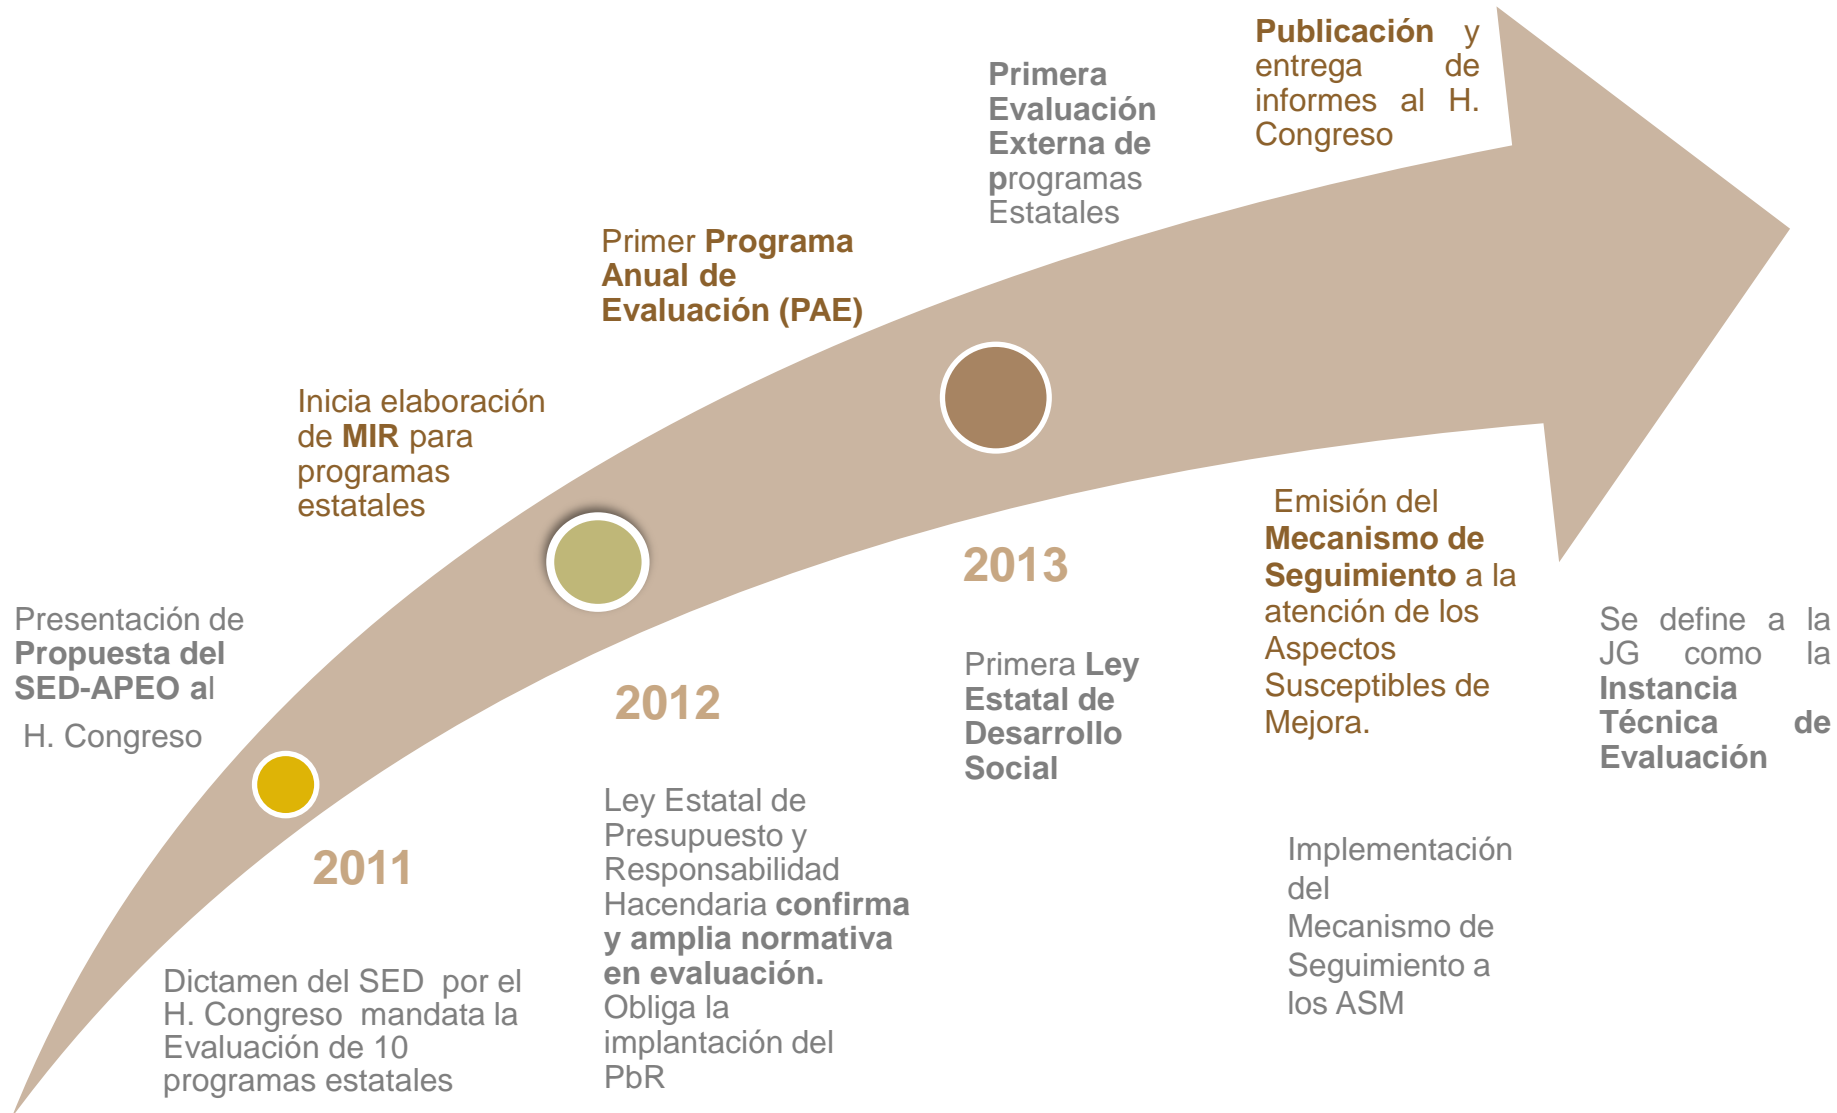 Presentación de
Propuesta del
SED-APEO al
H. Congreso
2011
Dictamen del SED por el
H. Congreso mandata la
Evaluación de 10
programas estatales
Inicia elaboración
de MIR para
programas
estatales
2012
Ley Estatal de
Presupuesto y
Responsabilidad
Hacendaria confirma
y amplia normativa
en evaluación.
Obliga la
implantación del
PbR
Primer Programa
Anual de
Evaluación (PAE)
2013
Primera Ley
Estatal de
Desarrollo
Social
Primera
Evaluación
Externa de
programas
Estatales
Publicación y
entrega de
informes al H.
Congreso
Emisión del
Mecanismo de
Seguimiento a la
atención de los
Aspectos
Susceptibles de
Mejora.
Implementación
del
Mecanismo de
Seguimiento a
los ASM
Se define a la
JG como la
Instancia
Técnica de
Evaluación